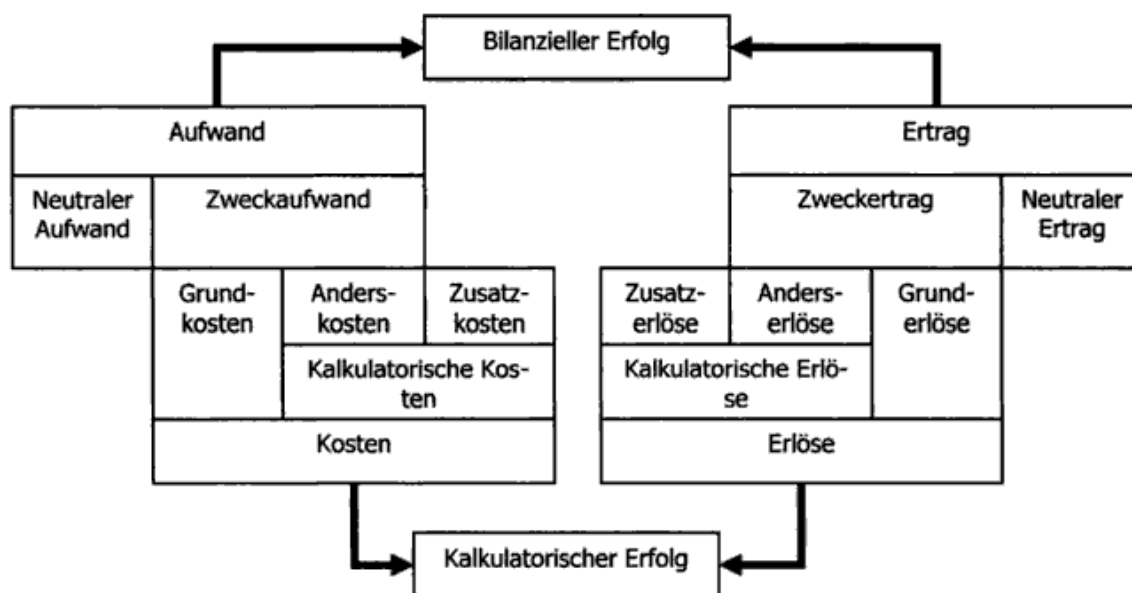 Bilanzieller Erfolg
Aufwand
Ertrag
Neutraler
Aufwand
Zweckaufwand
Zweckertrag
Neutraler
Ertrag
Grund-
kosten
Anders-
kosten
Zusatz-
kosten
Zusatz-
erlöse
Anders-
erlöse
Grund-
erlöse
Kalkulatorische Kos-
ten
Kalkulatorische Erlö-
se
Kosten
Erlöse
Kalkulatorischer Erfolg